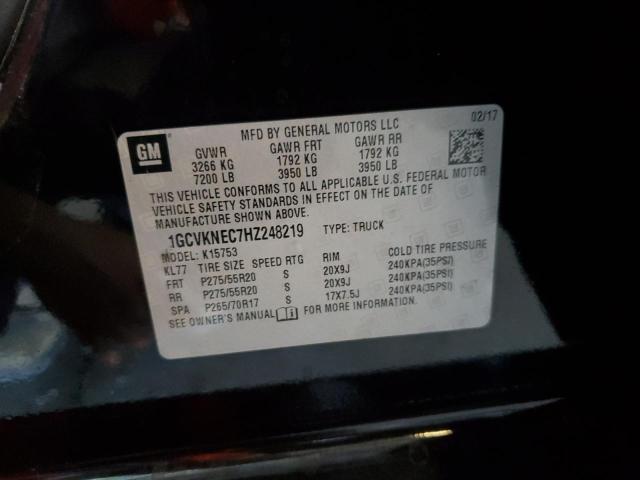 MFD BY GENERAL MOTORS LLC 02/17
GM
GVWR GAWR FRT GAWR RR
3266 KG 1792 KG 1792 KG
7200 LB 3950 LB 3950 LB
THIS VEHICLE CONFORMS TO ALL APPLICABLE U.S. FEDERAL MOTOR
VEHICLE SAFETY STANDARDS IN EFFECT ON THE DATE OF
MANUFACTURE SHOWN ABOVE.
1GCVKNEC7HZ248219 TYPE: TRUCK
MODEL: K15753
KL77 TIRE SIZE SPEED RTG RIM COLD TIRE PRESSURE
FRT P275/55R20 S 20X9J 240KPA(35PSI)
RR P275/55R20 S 20X9J 240KPA(35PSI)
SPA P265/70R17 S 17X7.5J 240KPA(35PSI)
SEE OWNER'S MANUAL FOR MORE INFORMATION.